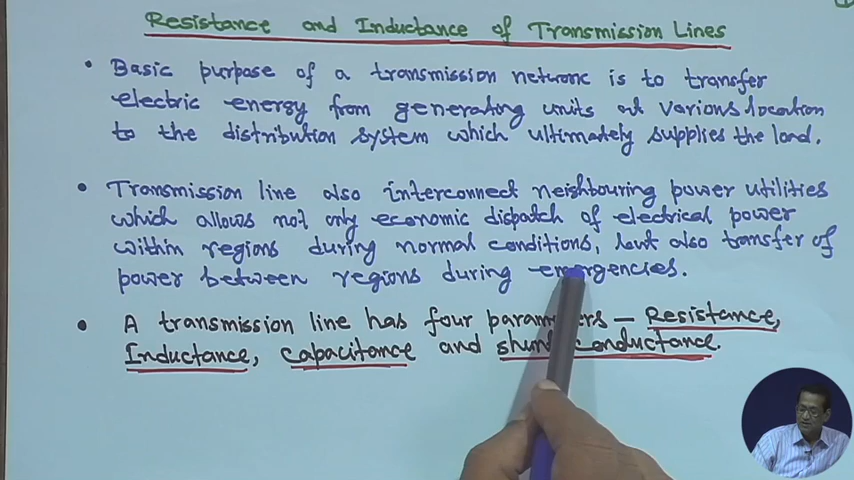 Resistance and Inductance of Transmission Lines
• Basic purpose of a transmission network is to transfer
electric energy from generating units at various location
to the distribution system which ultimately supplies the load.
• Transmission line also interconnect neighbouring power utilities
which allows not only economic dispatch of electrical power
within regions during normal conditions, but also transfer of
power between regions during emergencies.
• A transmission line has four parameters — Resistance,
Inductance, capacitance and shunt conductance.